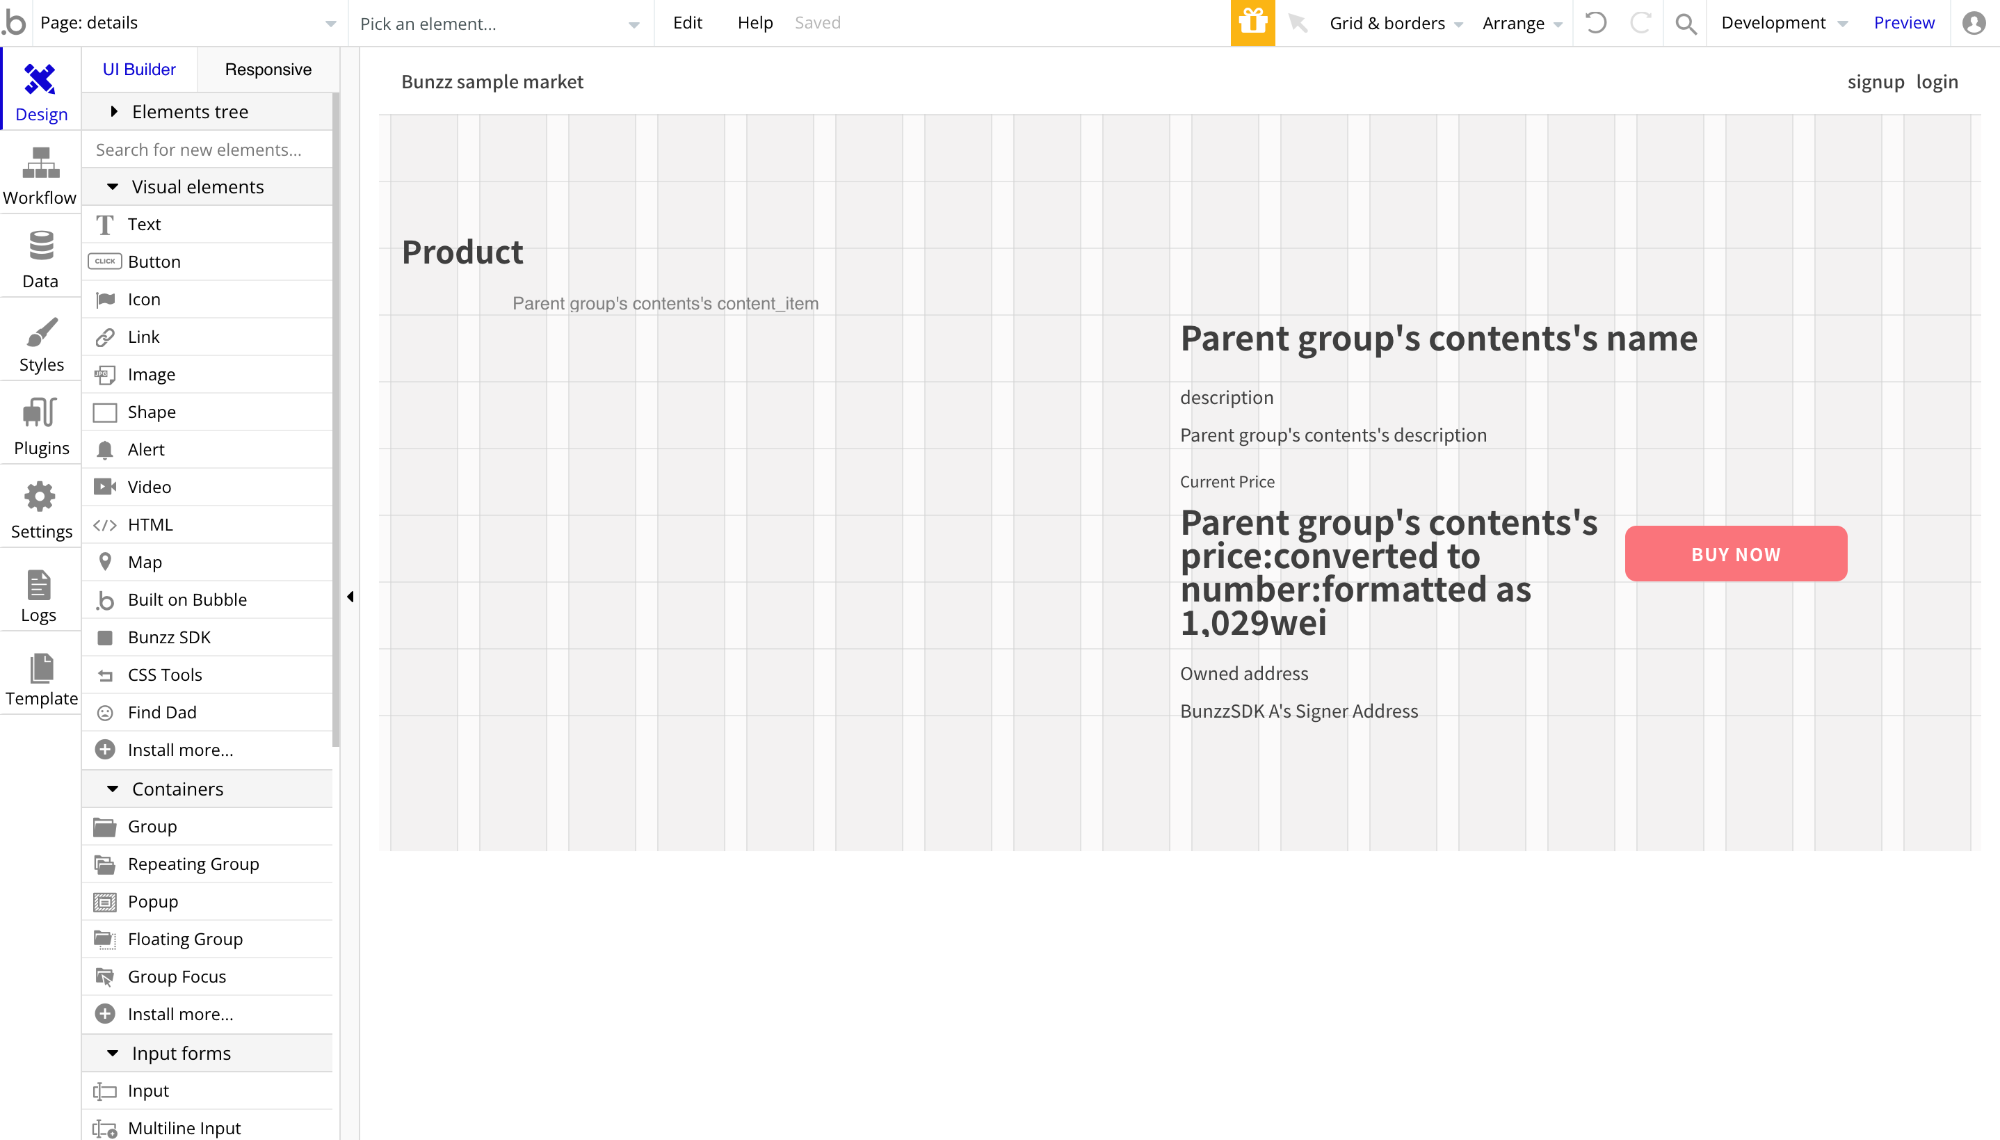 Page: details
Pick an element...
Edit
Help
Saved
Grid & borders
Arrange
Development
Preview
UI Builder
Responsive
Design
Workflow
Data
Styles
Plugins
Settings
Logs
Template
Elements tree
Search for new elements...
Visual elements
Text
CLICK Button
Icon
Link
Image
Shape
Alert
Video
</> HTML
Map
Built on Bubble
Bunzz SDK
CSS Tools
Find Dad
Install more...
Containers
Group
Repeating Group
Popup
Floating Group
Group Focus
Install more...
Input forms
Input
Multiline Input
Bunzz sample market
signup login
Product
Parent group's contents's content_item
Parent group's contents's name
description
Parent group's contents's description
Current Price
Parent group's contents's
price:converted to
number:formatted as
1,029wei
BUY NOW
Owned address
BunzzSDK A's Signer Address